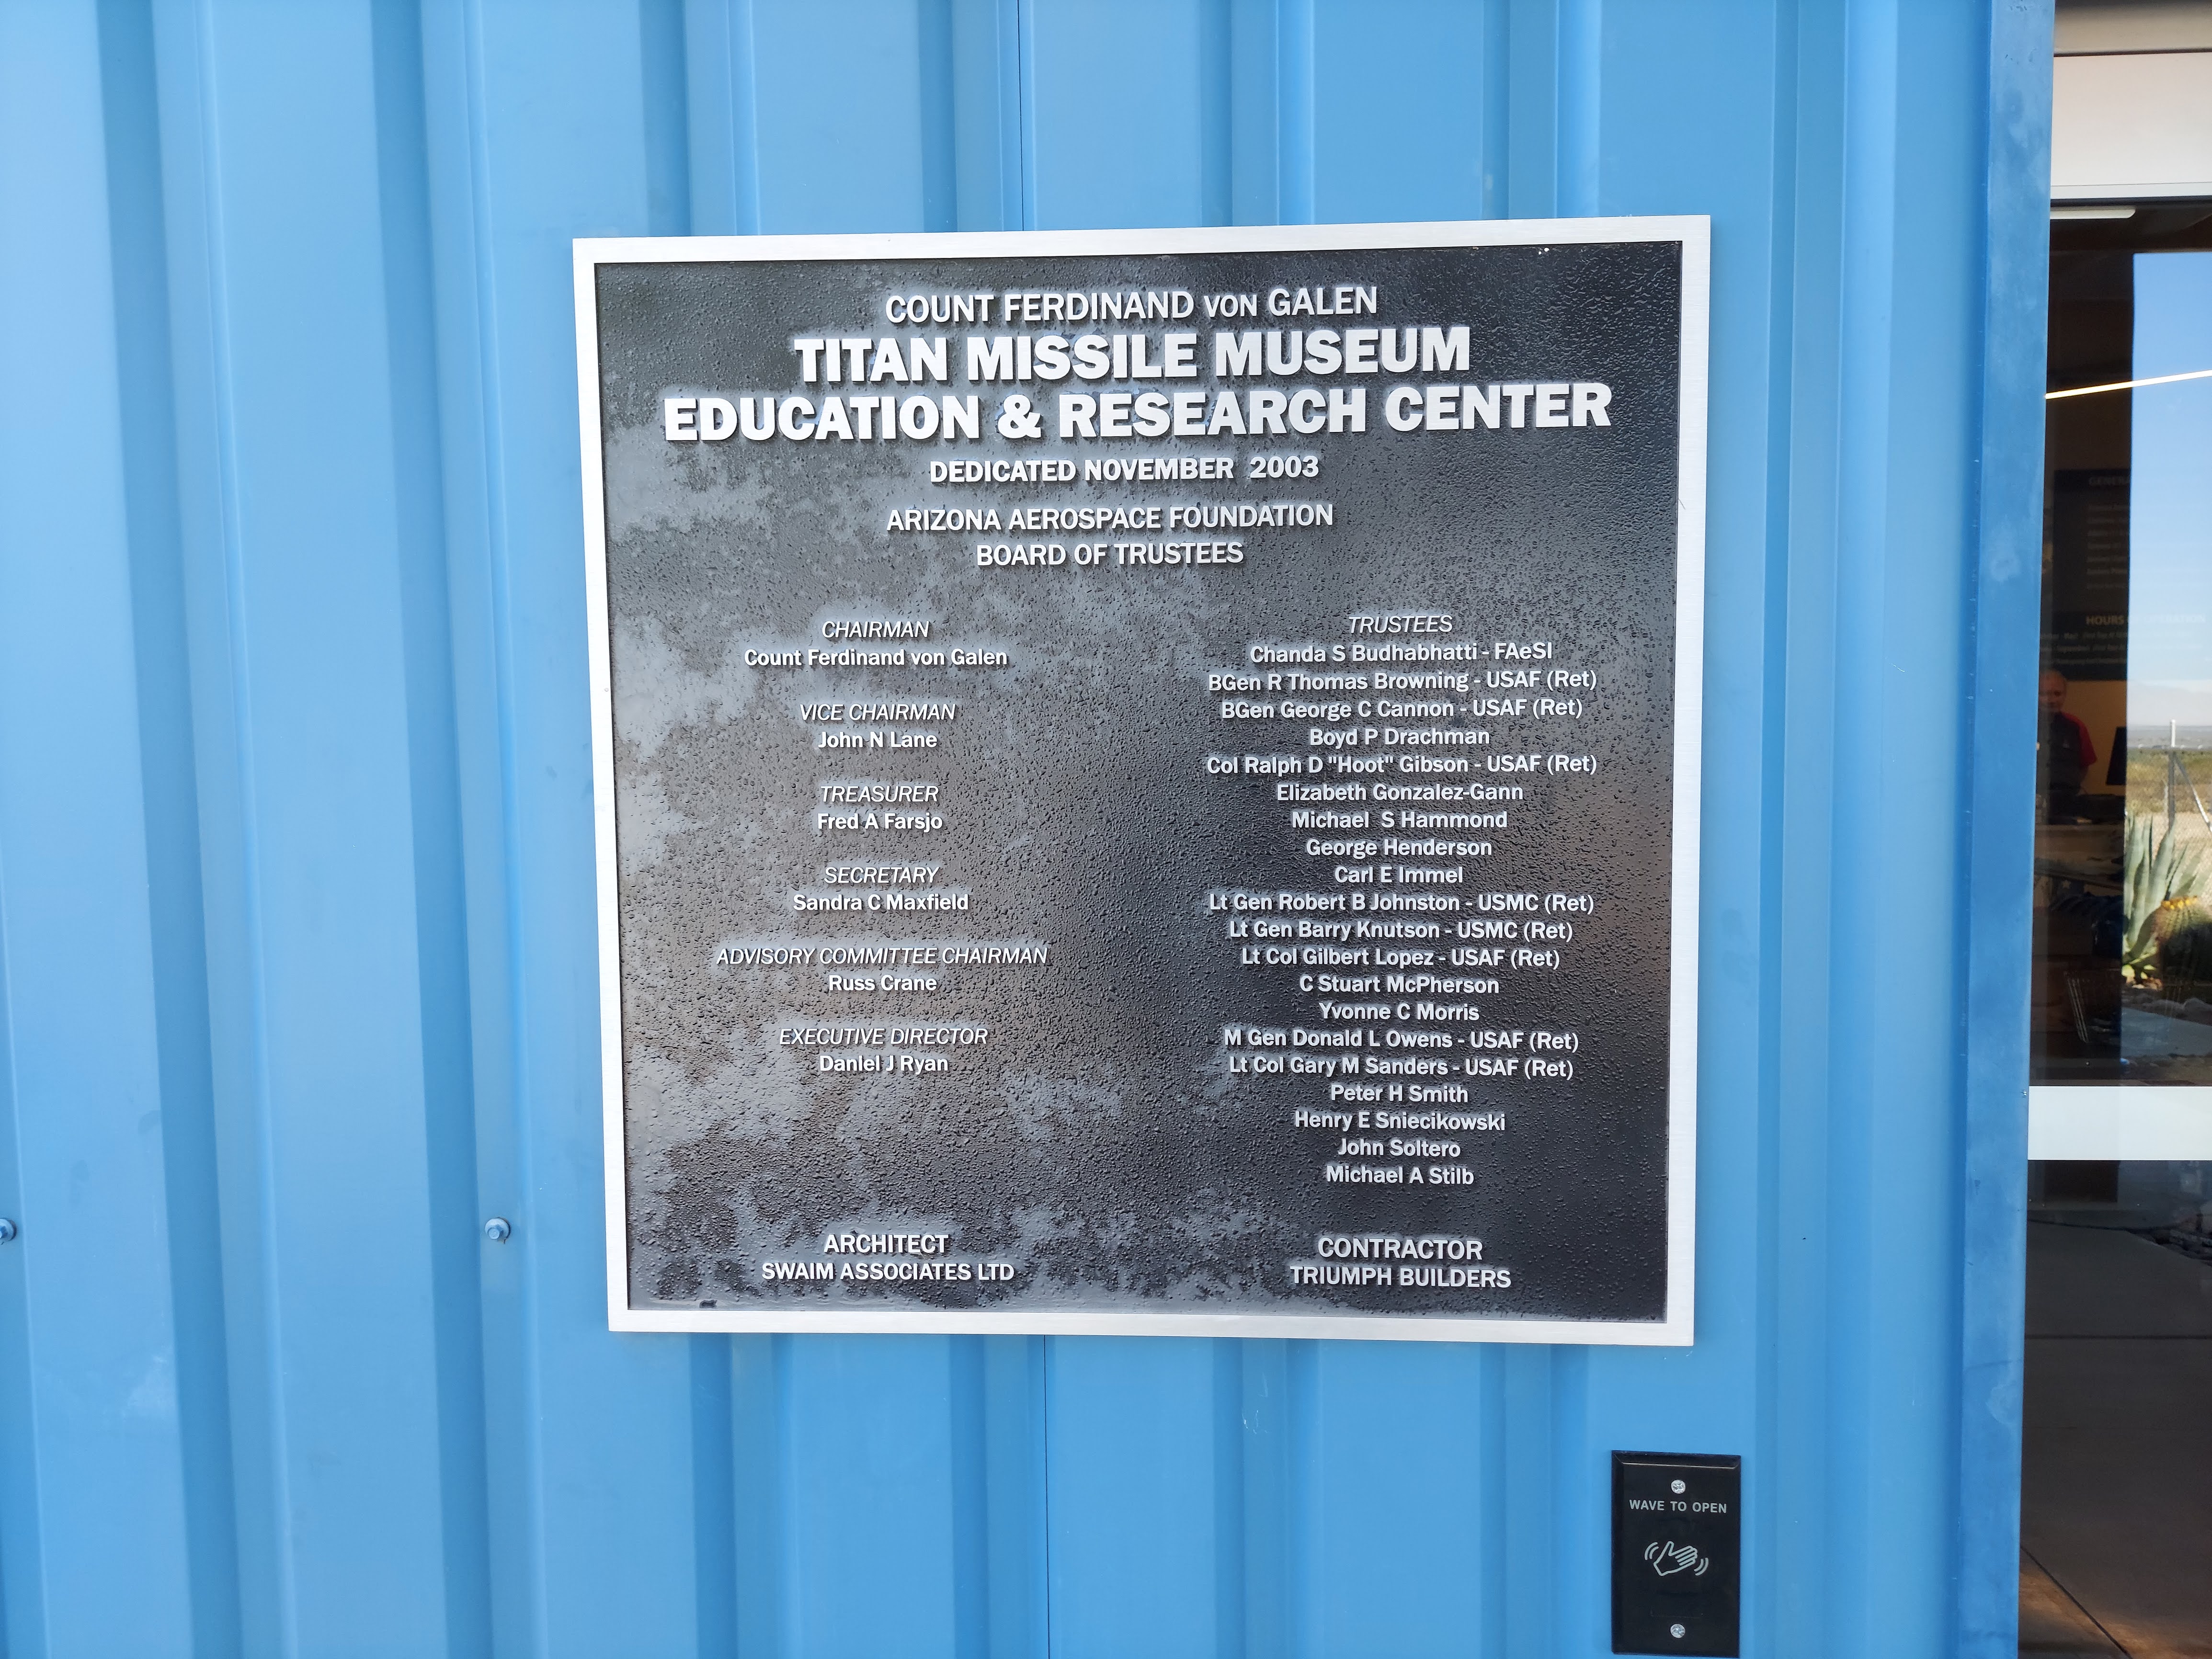 COUNT FERDINAND VON GALEN
TITAN MISSILE MUSEUM
EDUCATION & RESEARCH CENTER
DEDICATED NOVEMBER 2003
ARIZONA AEROSPACE FOUNDATION
BOARD OF TRUSTEES
CHAIRMAN
Count Ferdinand von Galen
VICE CHAIRMAN
John N Lane
TREASURER
Fred A Farsjo
SECRETARY
Sandra C Maxfield
ADVISORY COMMITTEE CHAIRMAN
Russ Crane
EXECUTIVE DIRECTOR
Daniel J Ryan
TRUSTEES
Chanda S Budhabhatti - FAeSI
BGen R Thomas Browning - USAF (Ret)
BGen George C Cannon - USAF (Ret)
Boyd P Drachman
Col Ralph D "Hoot" Gibson - USAF (Ret)
Elizabeth Gonzalez-Gann
Michael S Hammond
George Henderson
Carl E Immel
Lt Gen Robert B Johnston - USMC (Ret)
Lt Gen Barry Knutson - USMC (Ret)
Lt Col Gilbert Lopez - USAF (Ret)
C Stuart McPherson
Yvonne C Morris
M Gen Donald L Owens - USAF (Ret)
Lt Col Gary M Sanders - USAF (Ret)
Peter H Smith
Henry E Sniecikowski
John Soltero
Michael A Stilb
ARCHITECT
SWAIM ASSOCIATES LTD
CONTRACTOR
TRIUMPH BUILDERS
WAVE TO OPEN
HOURS